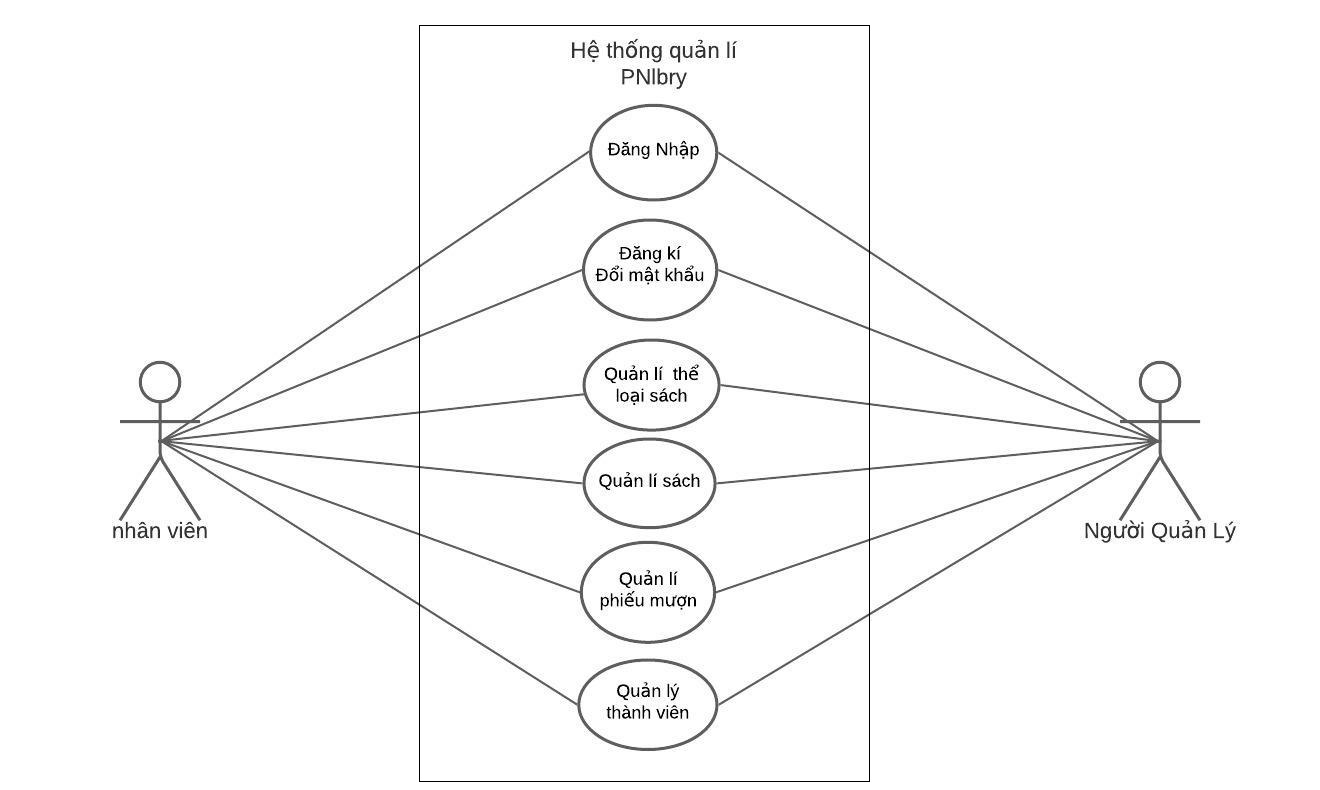 Hệ thống quản lí
PNlbry
Đăng Nhập
Đăng kí
Đổi mật khẩu
Quản lí thể
loại sách
Quản lí sách
Quản lí
phiếu mượn
Quản lý
thành viên
nhân viên
Người Quản Lý